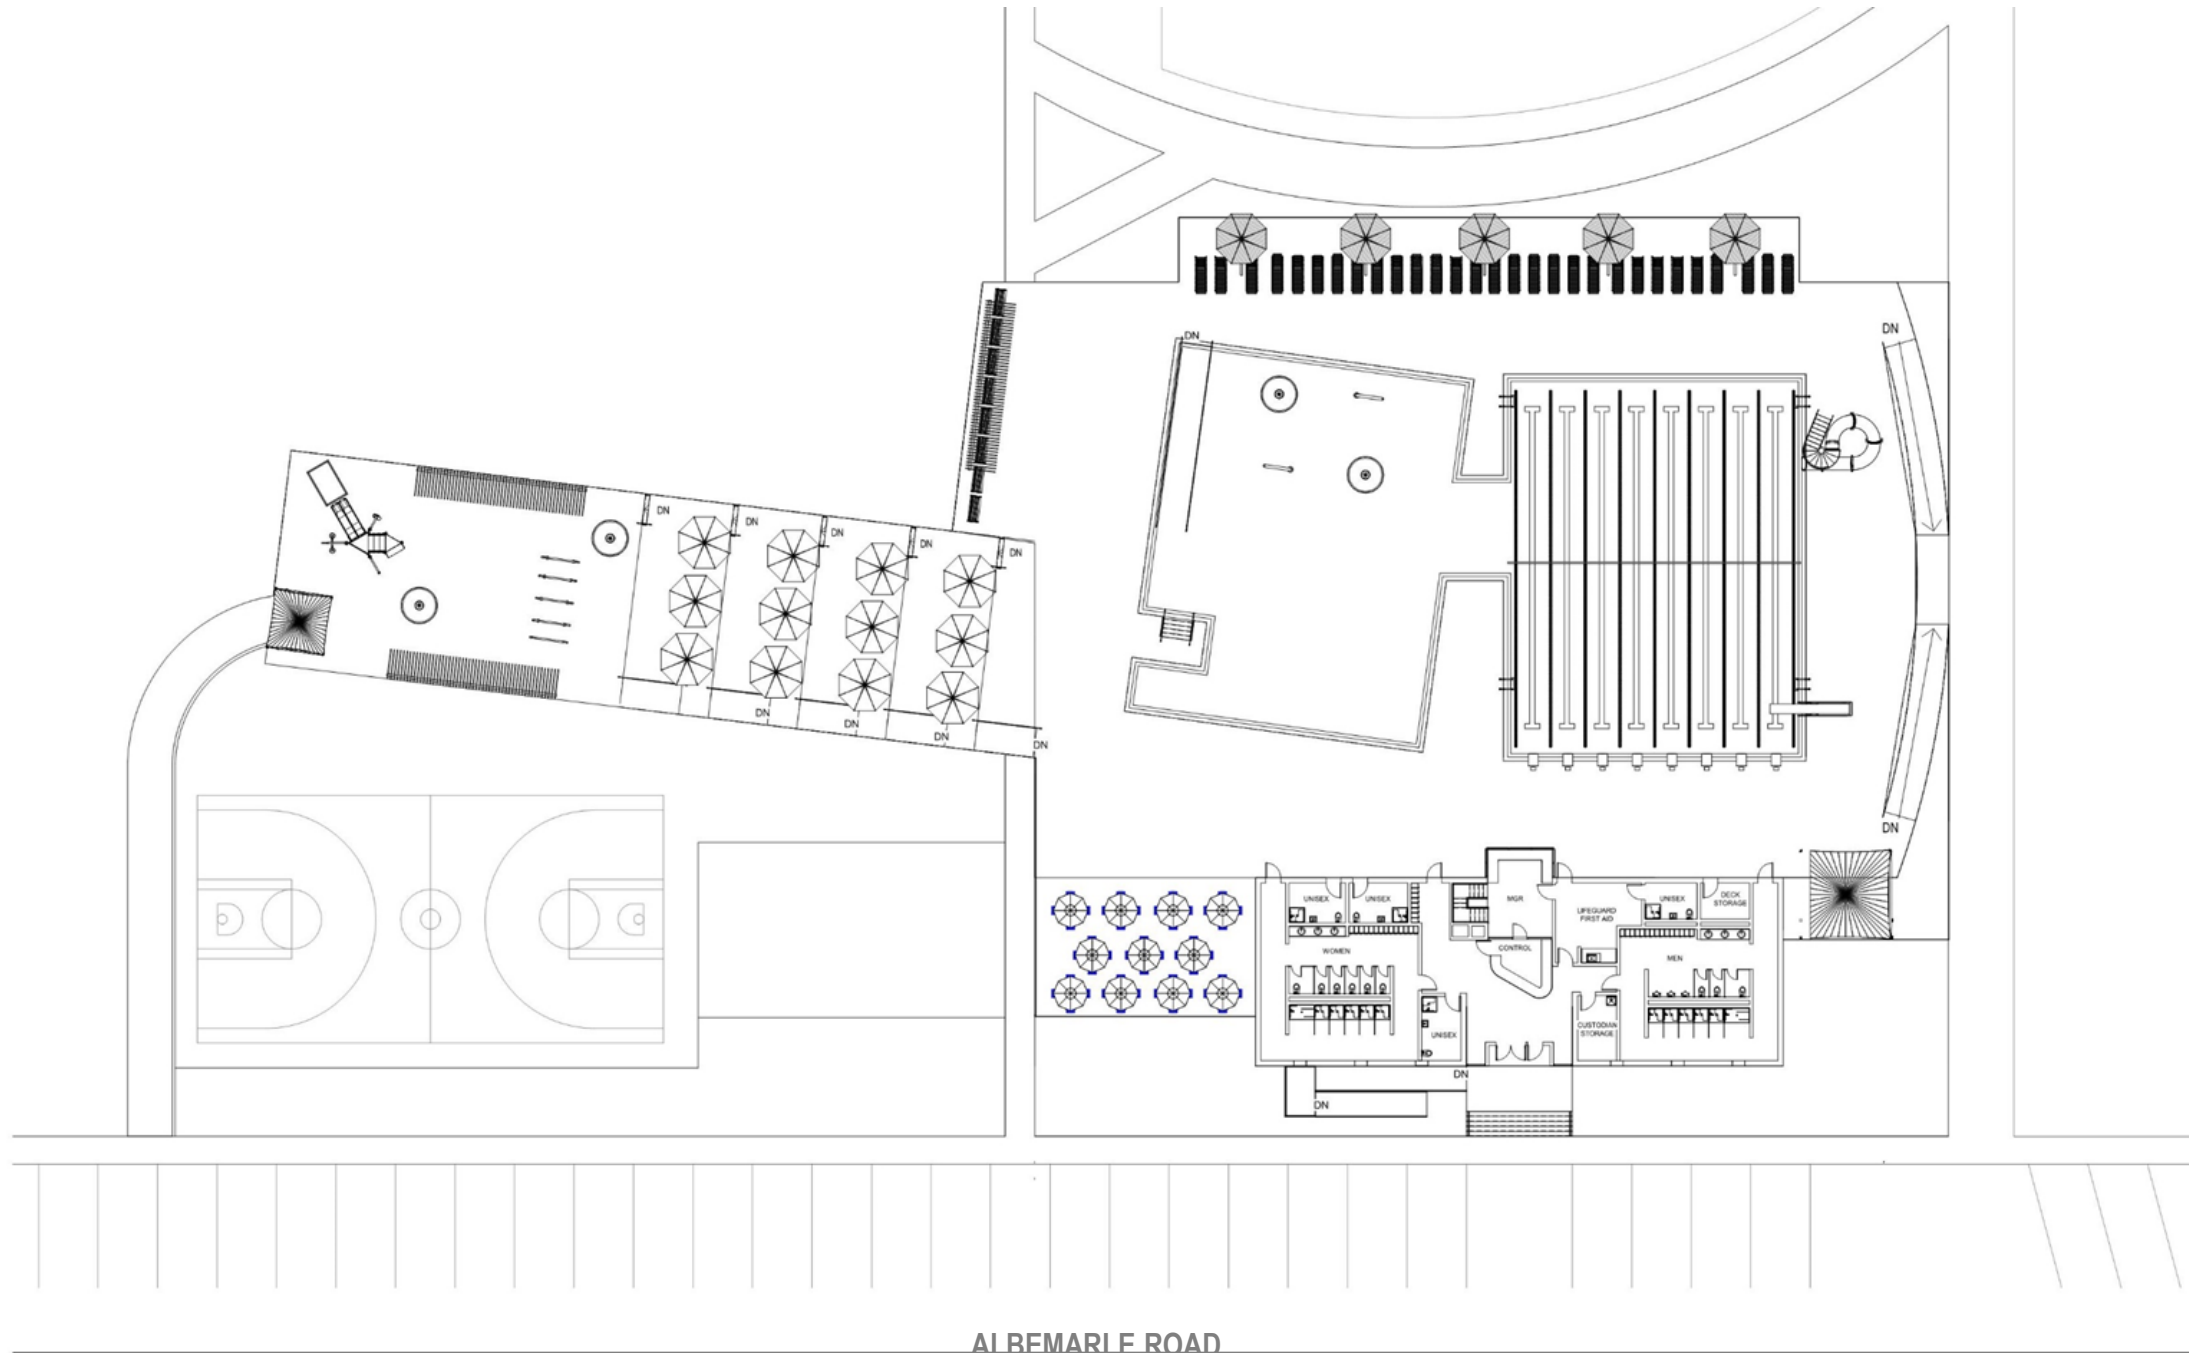 DN
DN
DN
DN
DN
DN
DN
DN
DN
DN
DN
DN
UNISEX
UNISEX
MGR
LIFEGUARD
FIRST AID
UNISEX
DECK
STORAGE
WOMEN
CONTROL
MEN
UNISEX
CUSTODIAN
STORAGE
DN
DN
ALBEMARLE ROAD